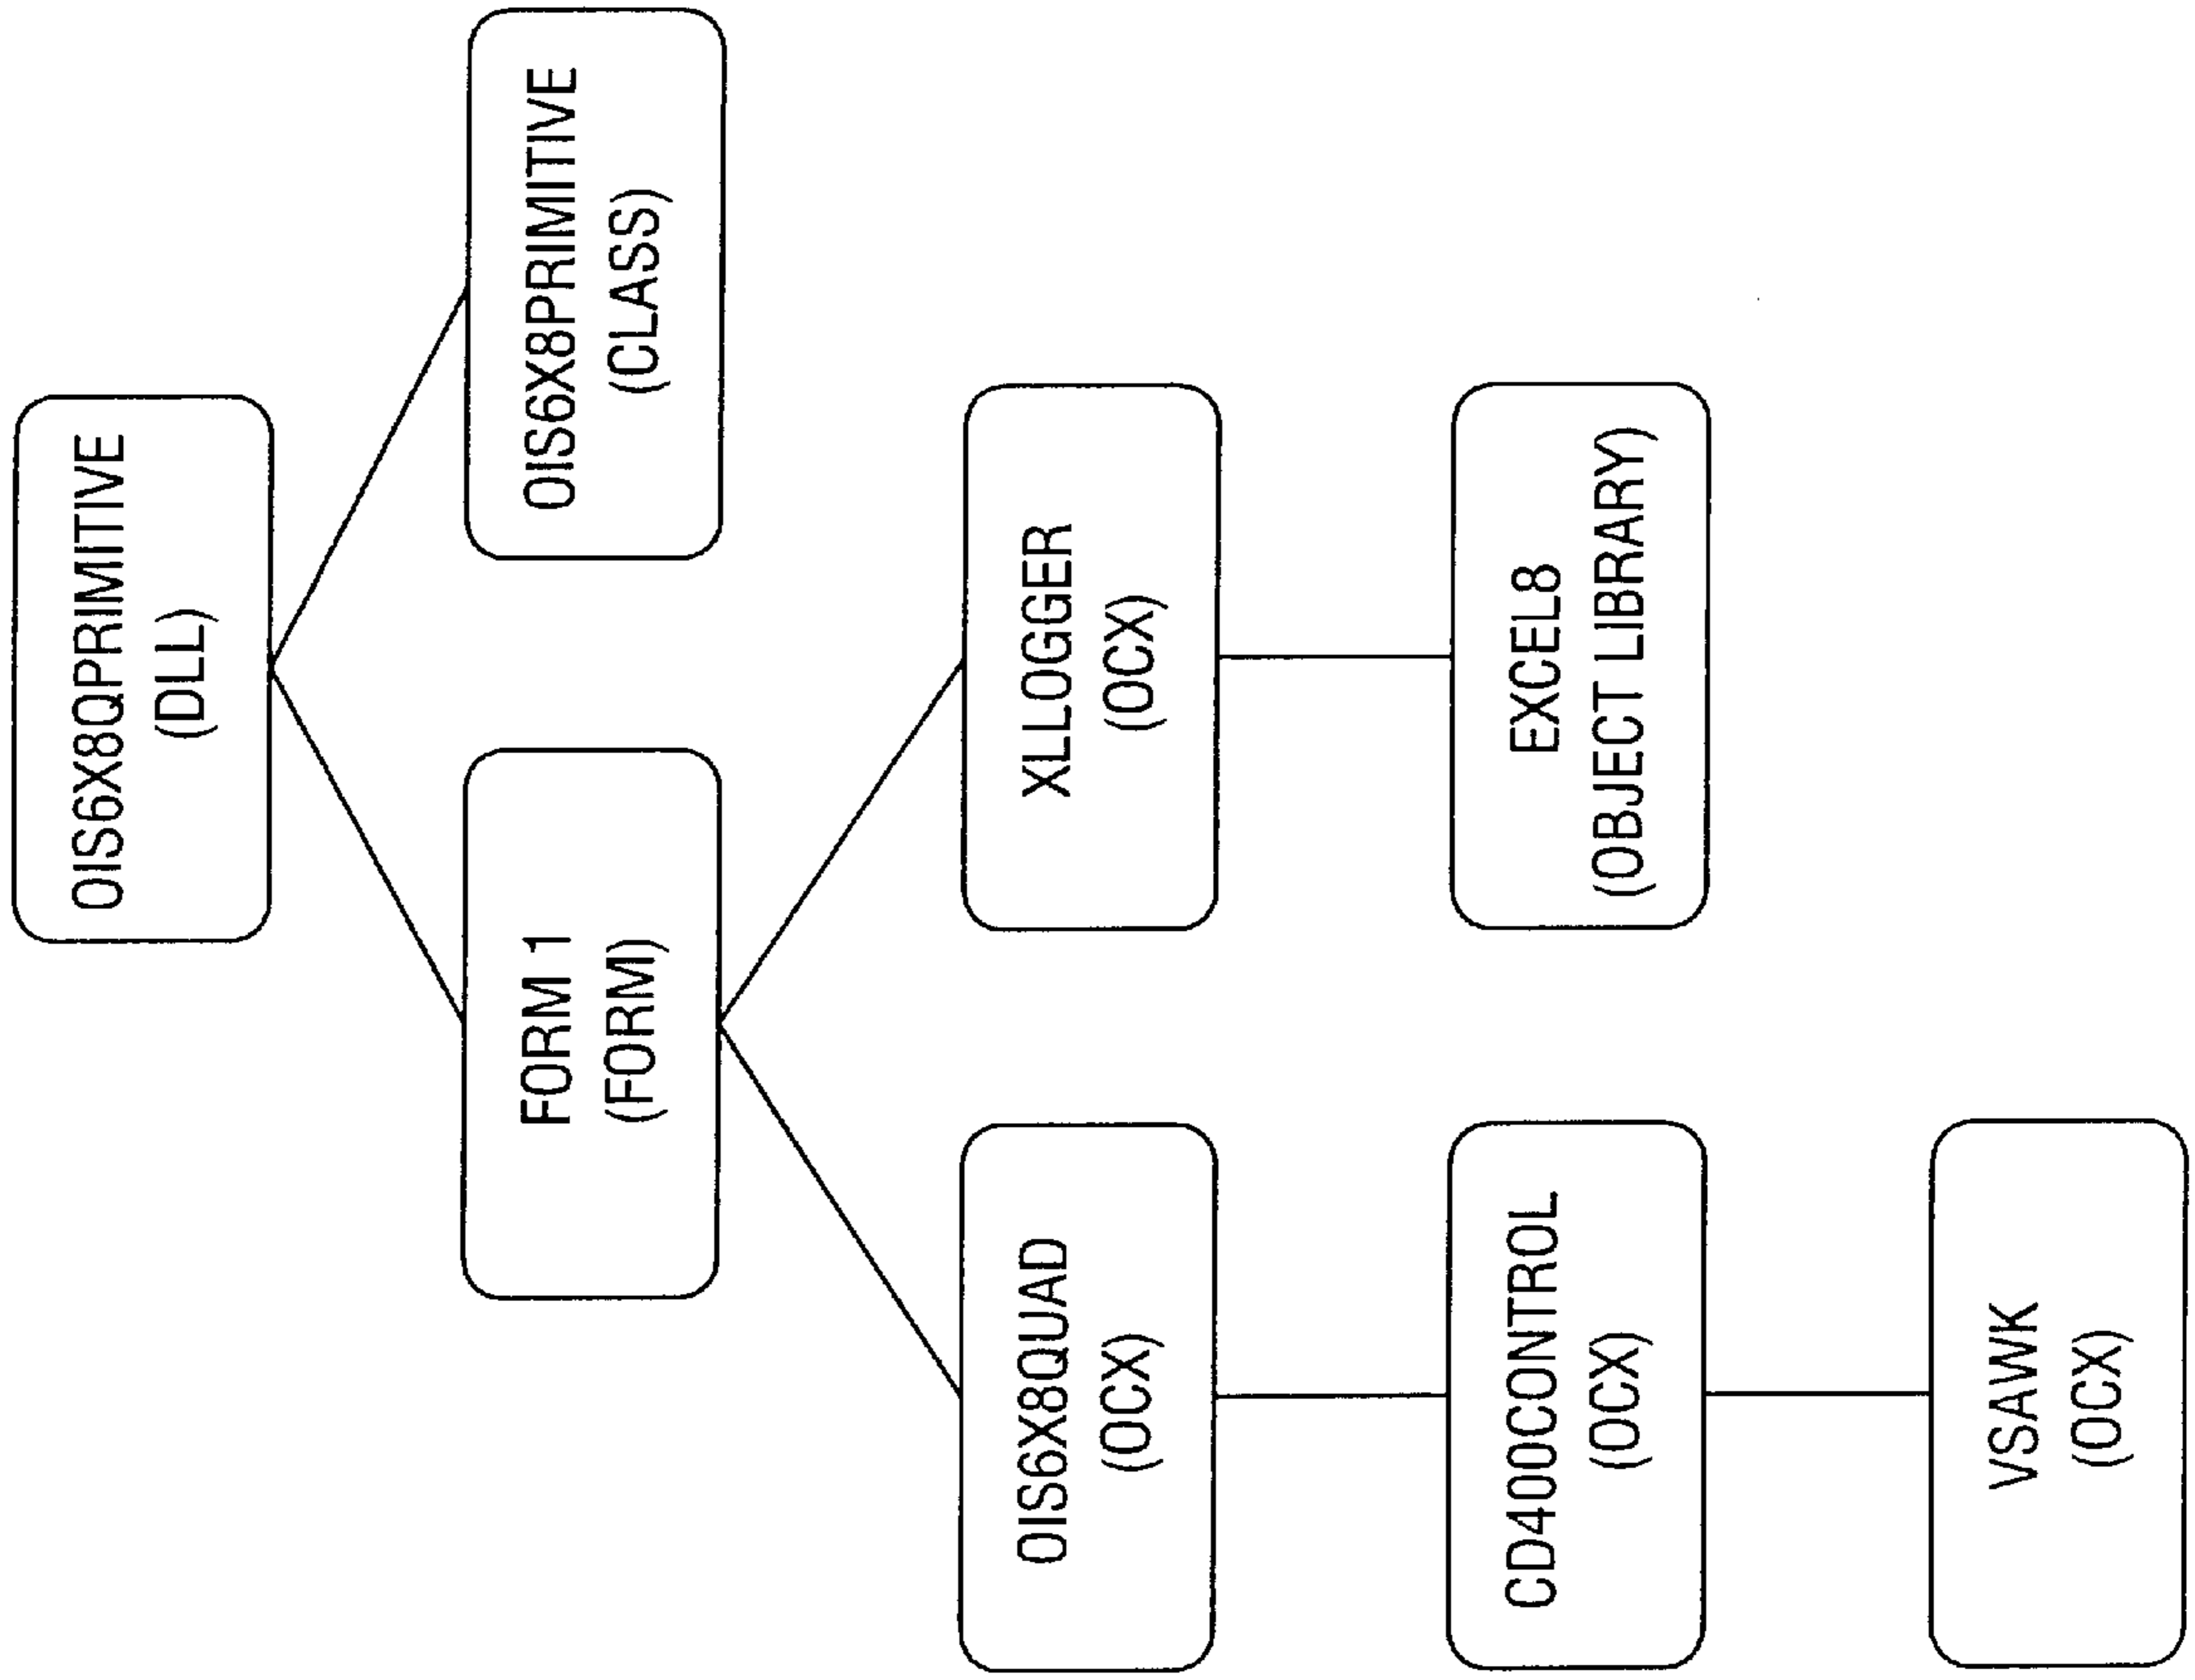 OIS6X8QPRIMITIVE
(DLL)
FORM 1
(FORM)
OIS6X8PRIMITIVE
(CLASS)
OIS6X8QUAD
(OCX)
XLLOGGER
(OCX)
CD400CONTROL
(OCX)
EXCEL8
(OBJECT LIBRARY)
VSAWK
(OCX)